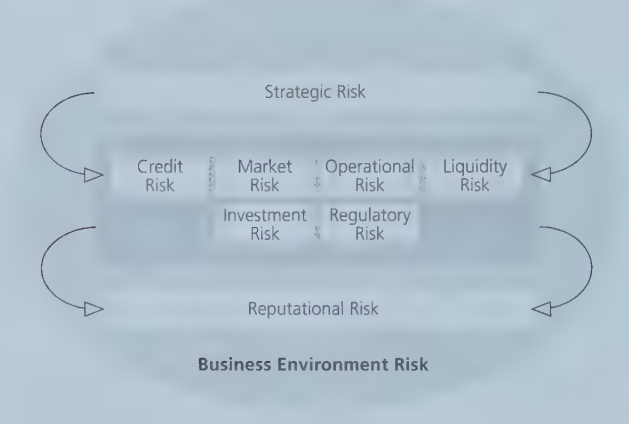 Strategic Risk
Credit Market Operational Liquidity
Risk Risk Risk Risk
Investment Regulatory
Risk Risk
Reputational Risk
Business Environment Risk